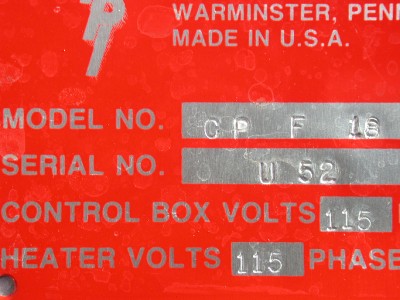 WARMINSTER, PENN
MADE IN U.S.A.
MODEL NO. CP F 16
SERIAL NO. U 52
CONTROL BOX VOLTS 115
HEATER VOLTS 115 PHASE